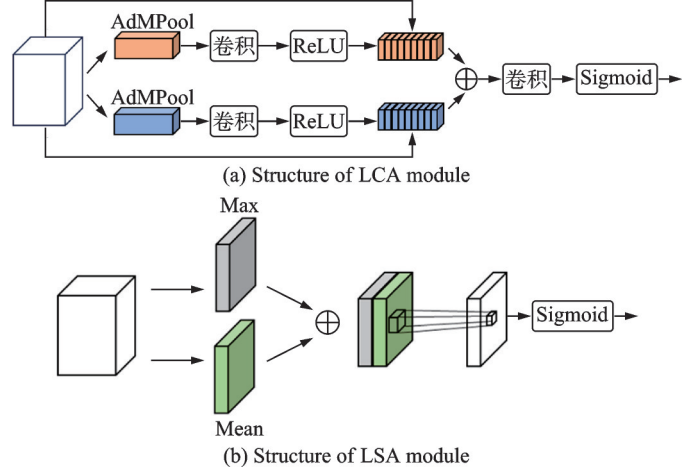 AdMPool
卷积
ReLU
AdMPool
卷积
ReLU
卷积
Sigmoid
(a) Structure of LCA module
Max
Mean
Sigmoid
(b) Structure of LSA module